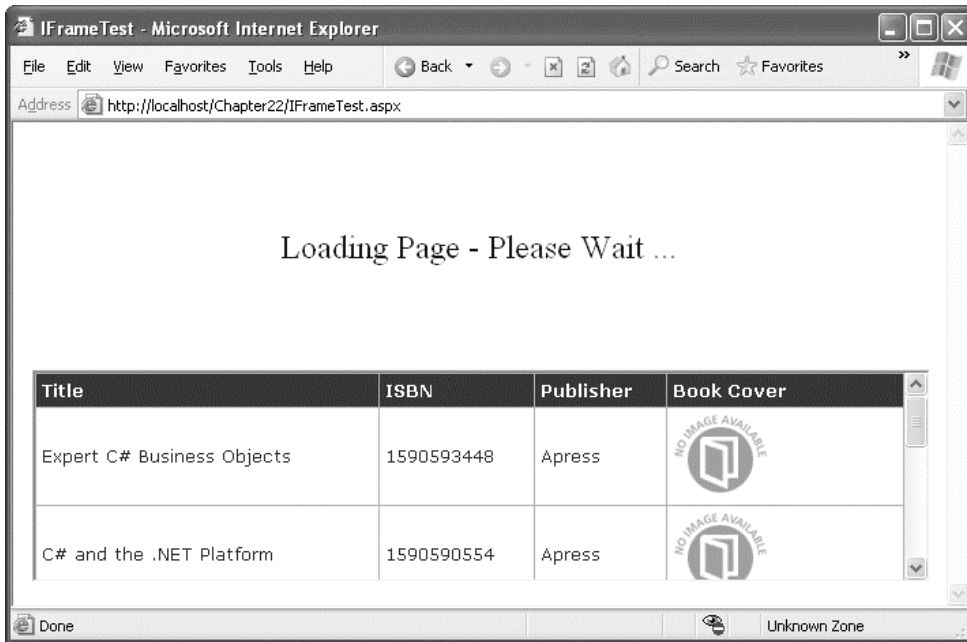 IFrameTest - Microsoft Internet Explorer
File Edit View Favorites Tools Help Back Search Favorites »
Address http://localhost/Chapter22/IFrameTest.aspx
Loading Page - Please Wait ...
Title ISBN Publisher Book Cover
NO IMAGE AVAILABLE
Expert C# Business Objects 1590593448 Apress
NO IMAGE AVAILABLE
C# and the .NET Platform 1590590554 Apress
Done Unknown Zone